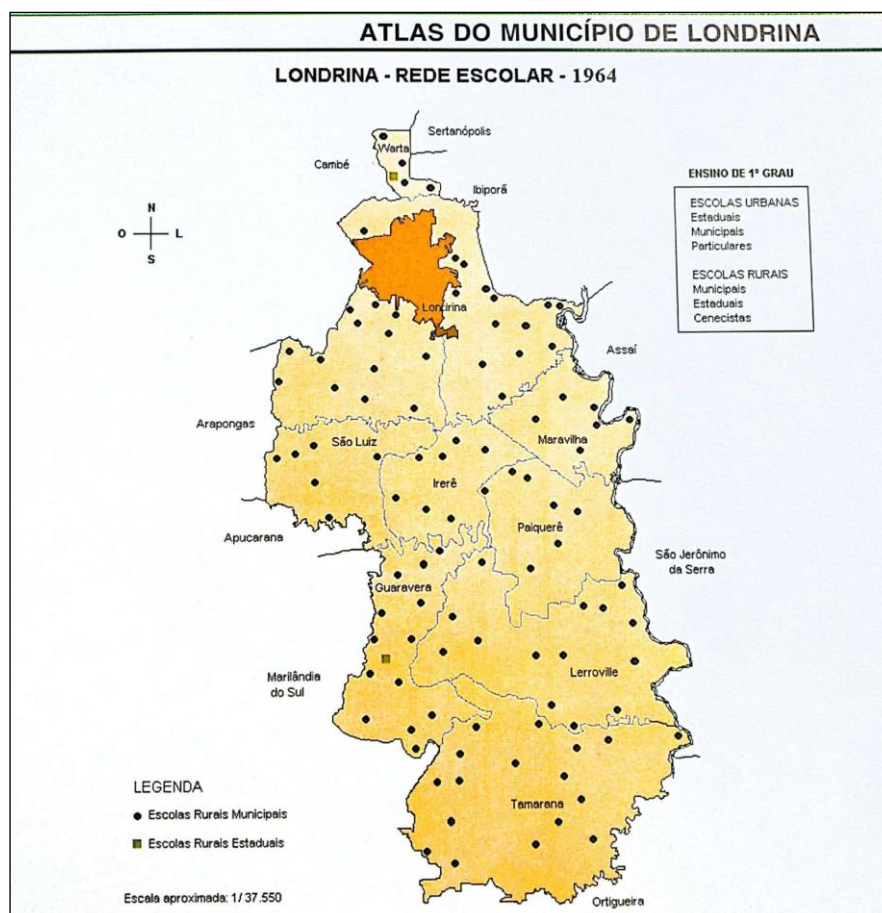 ATLAS DO MUNICÍPIO DE LONDRINA
LONDRINA - REDE ESCOLAR - 1964
Sertanópolis
Warta
Cambé
Ibiporã
ENSINO DE 1º GRAU
ESCOLAS URBANAS
Estaduais
Municipais
Particulares
ESCOLAS RURAIS
Municipais
Estaduais
Cenecistas
N
O
L
S
Londrina
Assaí
Arapongas
São Luiz
Maravilha
Irerê
Paiquerê
Apucarana
São Jerônimo
da Serra
Guaravera
Marilândia
do Sul
Lerroville
Tamarana
Ortigueira
LEGENDA
Escolas Rurais Municipais
Escolas Rurais Estaduais
Escala aproximada: 1/ 37.550